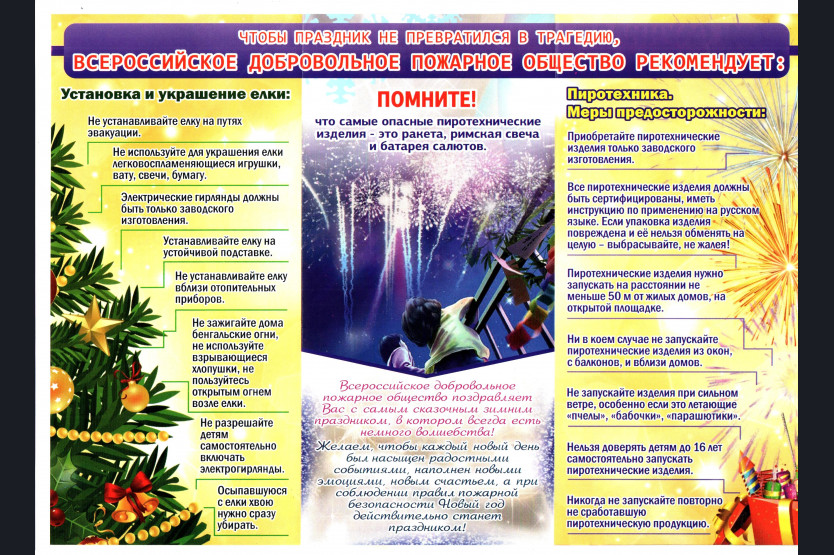 ЧТОБЫ ПРАЗДНИК НЕ ПРЕВРАТИЛСЯ В ТРАГЕДИЮ,
ВСЕРОССИЙСКОЕ ДОБРОВОЛЬНОЕ ПОЖАРНОЕ ОБЩЕСТВО РЕКОМЕНДУЕТ:
Установка и украшение елки:
Не устанавливайте елку на путях
эвакуации.
Не используйте для украшения елки
легковоспламеняющиеся игрушки,
вату, свечи, бумагу.
Электрические гирлянды должны
быть только заводского
изготовления.
Устанавливайте елку на
устойчивой подставке.
Не устанавливайте елку
вблизи отопительных
приборов.
Не зажигайте дома
бенгальские огни,
не используйте
взрывающиеся
хлопушки, не
пользуйтесь
открытым огнем
возле елки.
Не разрешайте
детям
самостоятельно
включать
электрогирлянды.
Осыпавшуюся
с елки хвою
нужно сразу
убирать.
ПОМНИТЕ!
что самые опасные пиротехнические
изделия - это ракета, римская свеча
и батарея салютов.
Всероссийское добровольное
пожарное общество поздравляет
Вас с самым сказочным зимним
праздником, в котором всегда есть
немного волшебства!
Желаем, чтобы каждый новый день
был насыщен радостными
событиями, наполнен новыми
эмоциями, новым счастьем, а при
соблюдении правил пожарной
безопасности Новый год
действительно станет
праздником!
Пиротехника.
Меры предосторожности:
Приобретайте пиротехнические
изделия только заводского
изготовления.
Все пиротехнические изделия должны
быть сертифицированы, иметь
инструкцию по применению на русском
языке. Если упаковка изделия
повреждена и её нельзя обменять на
целую – выбрасывайте, не жалея!
Пиротехнические изделия нужно
запускать на расстоянии не
меньше 50 м от жилых домов, на
открытой площадке.
Ни в коем случае не запускайте
пиротехнические изделия из окон,
с балконов, и вблизи домов.
Не запускайте изделия при сильном
ветре, особенно если это летающие
«пчелы», «бабочки», «парашютики».
Нельзя доверять детям до 16 лет
самостоятельно запускать
пиротехнические изделия.
Никогда не запускайте повторно
не сработавшую
пиротехническую продукцию.